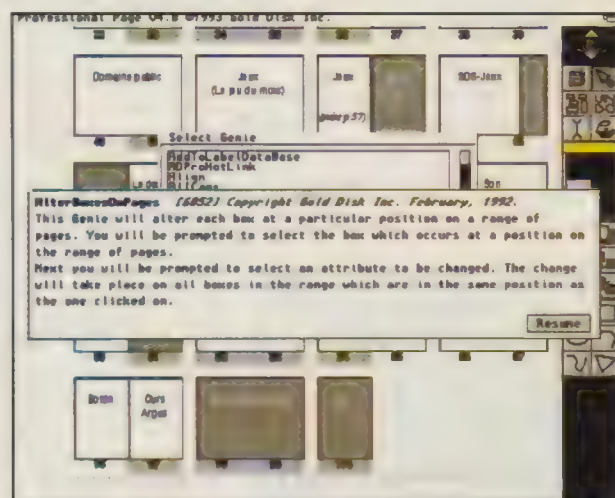 Professional Page V4.0 ©1993 Gold Disk Inc.
Domaine public
Jeux
(Le pu du mois)
Jeux
SOS-Jeux
Select Genie
AddToLabelDataBase
ADProHotLink
Align
Son
AlterBoxesOnPages [6852] Copyright Gold Disk Inc. February, 1992.
This Genie will alter each box at a particular position on a range of
pages. You will be prompted to select the box which occurs at a position on
the range of pages.
Next you will be prompted to select an attribute to be changed. The change
will take place on all boxes in the range which are in the same position as
the one clicked on.
Resume
Ours
Argus